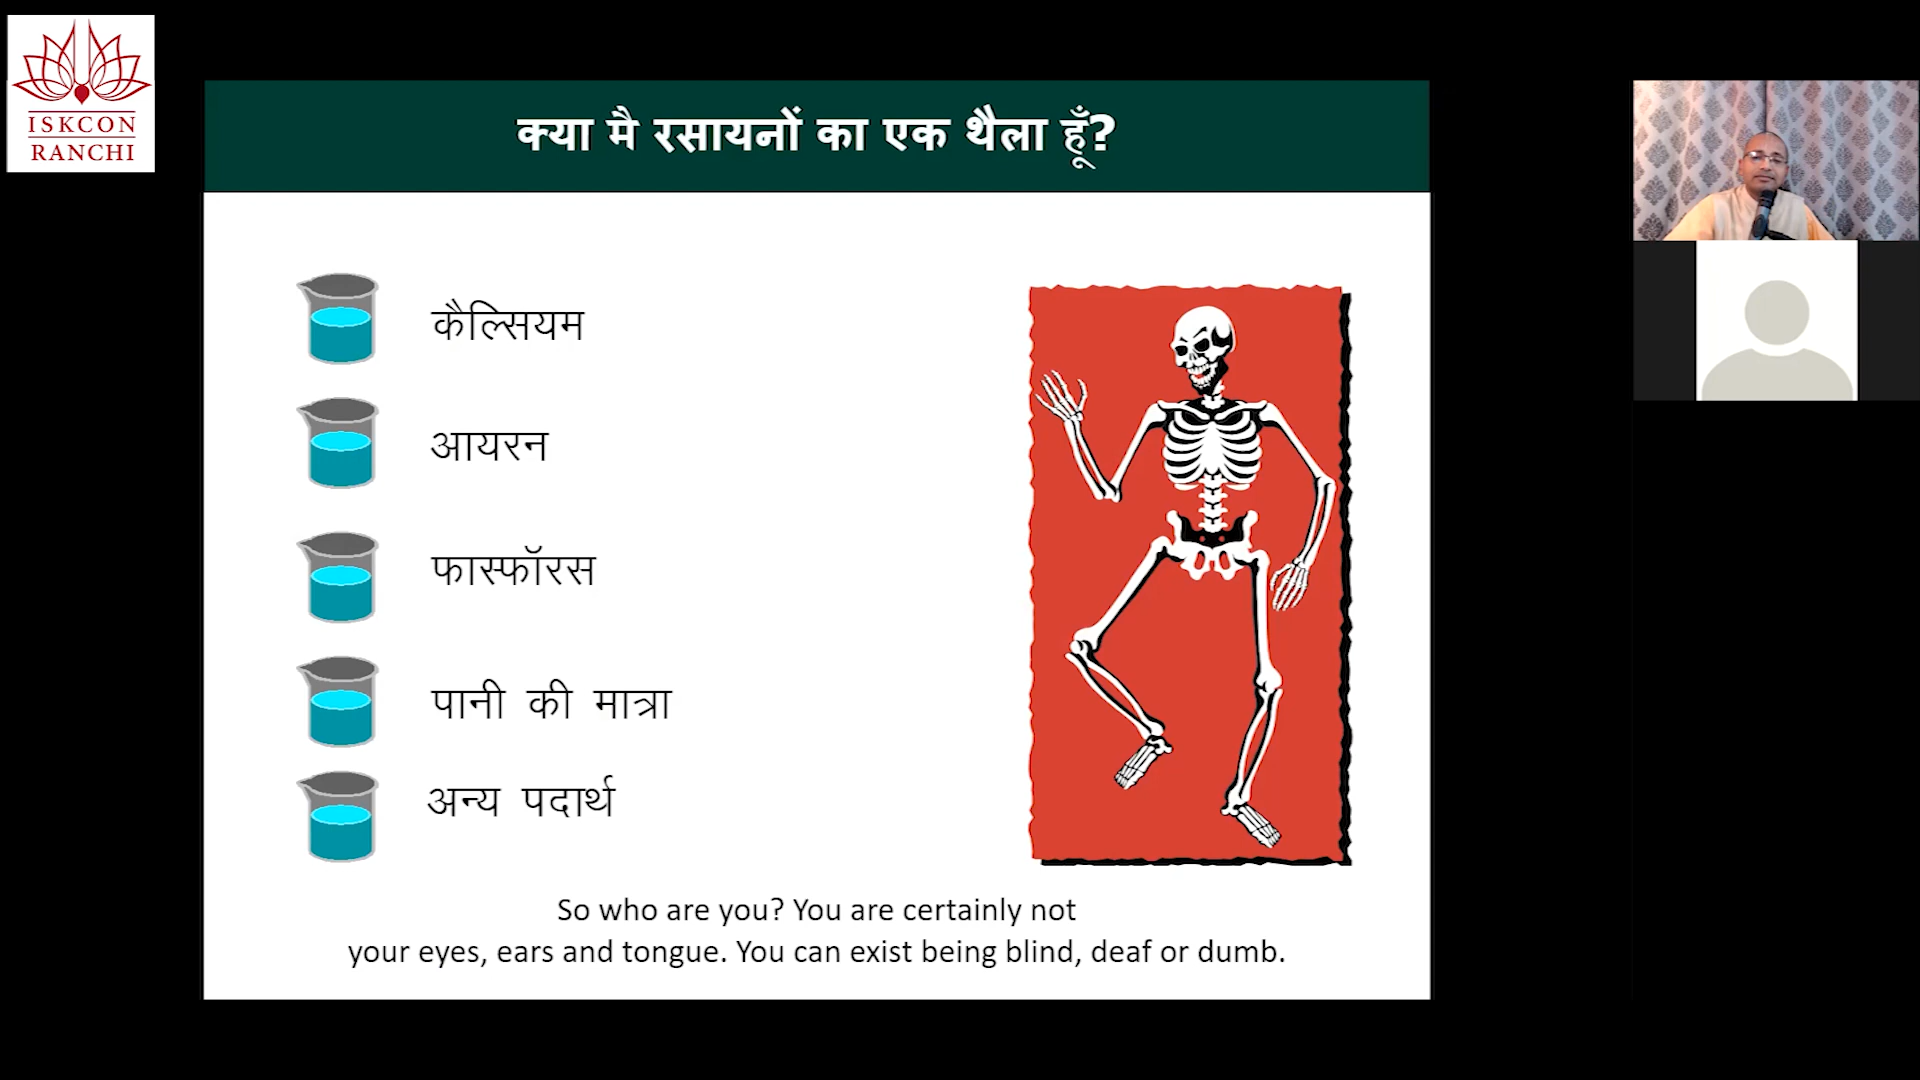 ISKCON
RANCHI
क्या मै रसायनों का एक थैला हूँ?
कैल्सियम
आयरन
फास्फॉरस
पानी की मात्रा
अन्य पदार्थ
So who are you? You are certainly not
your eyes, ears and tongue. You can exist being blind, deaf or dumb.